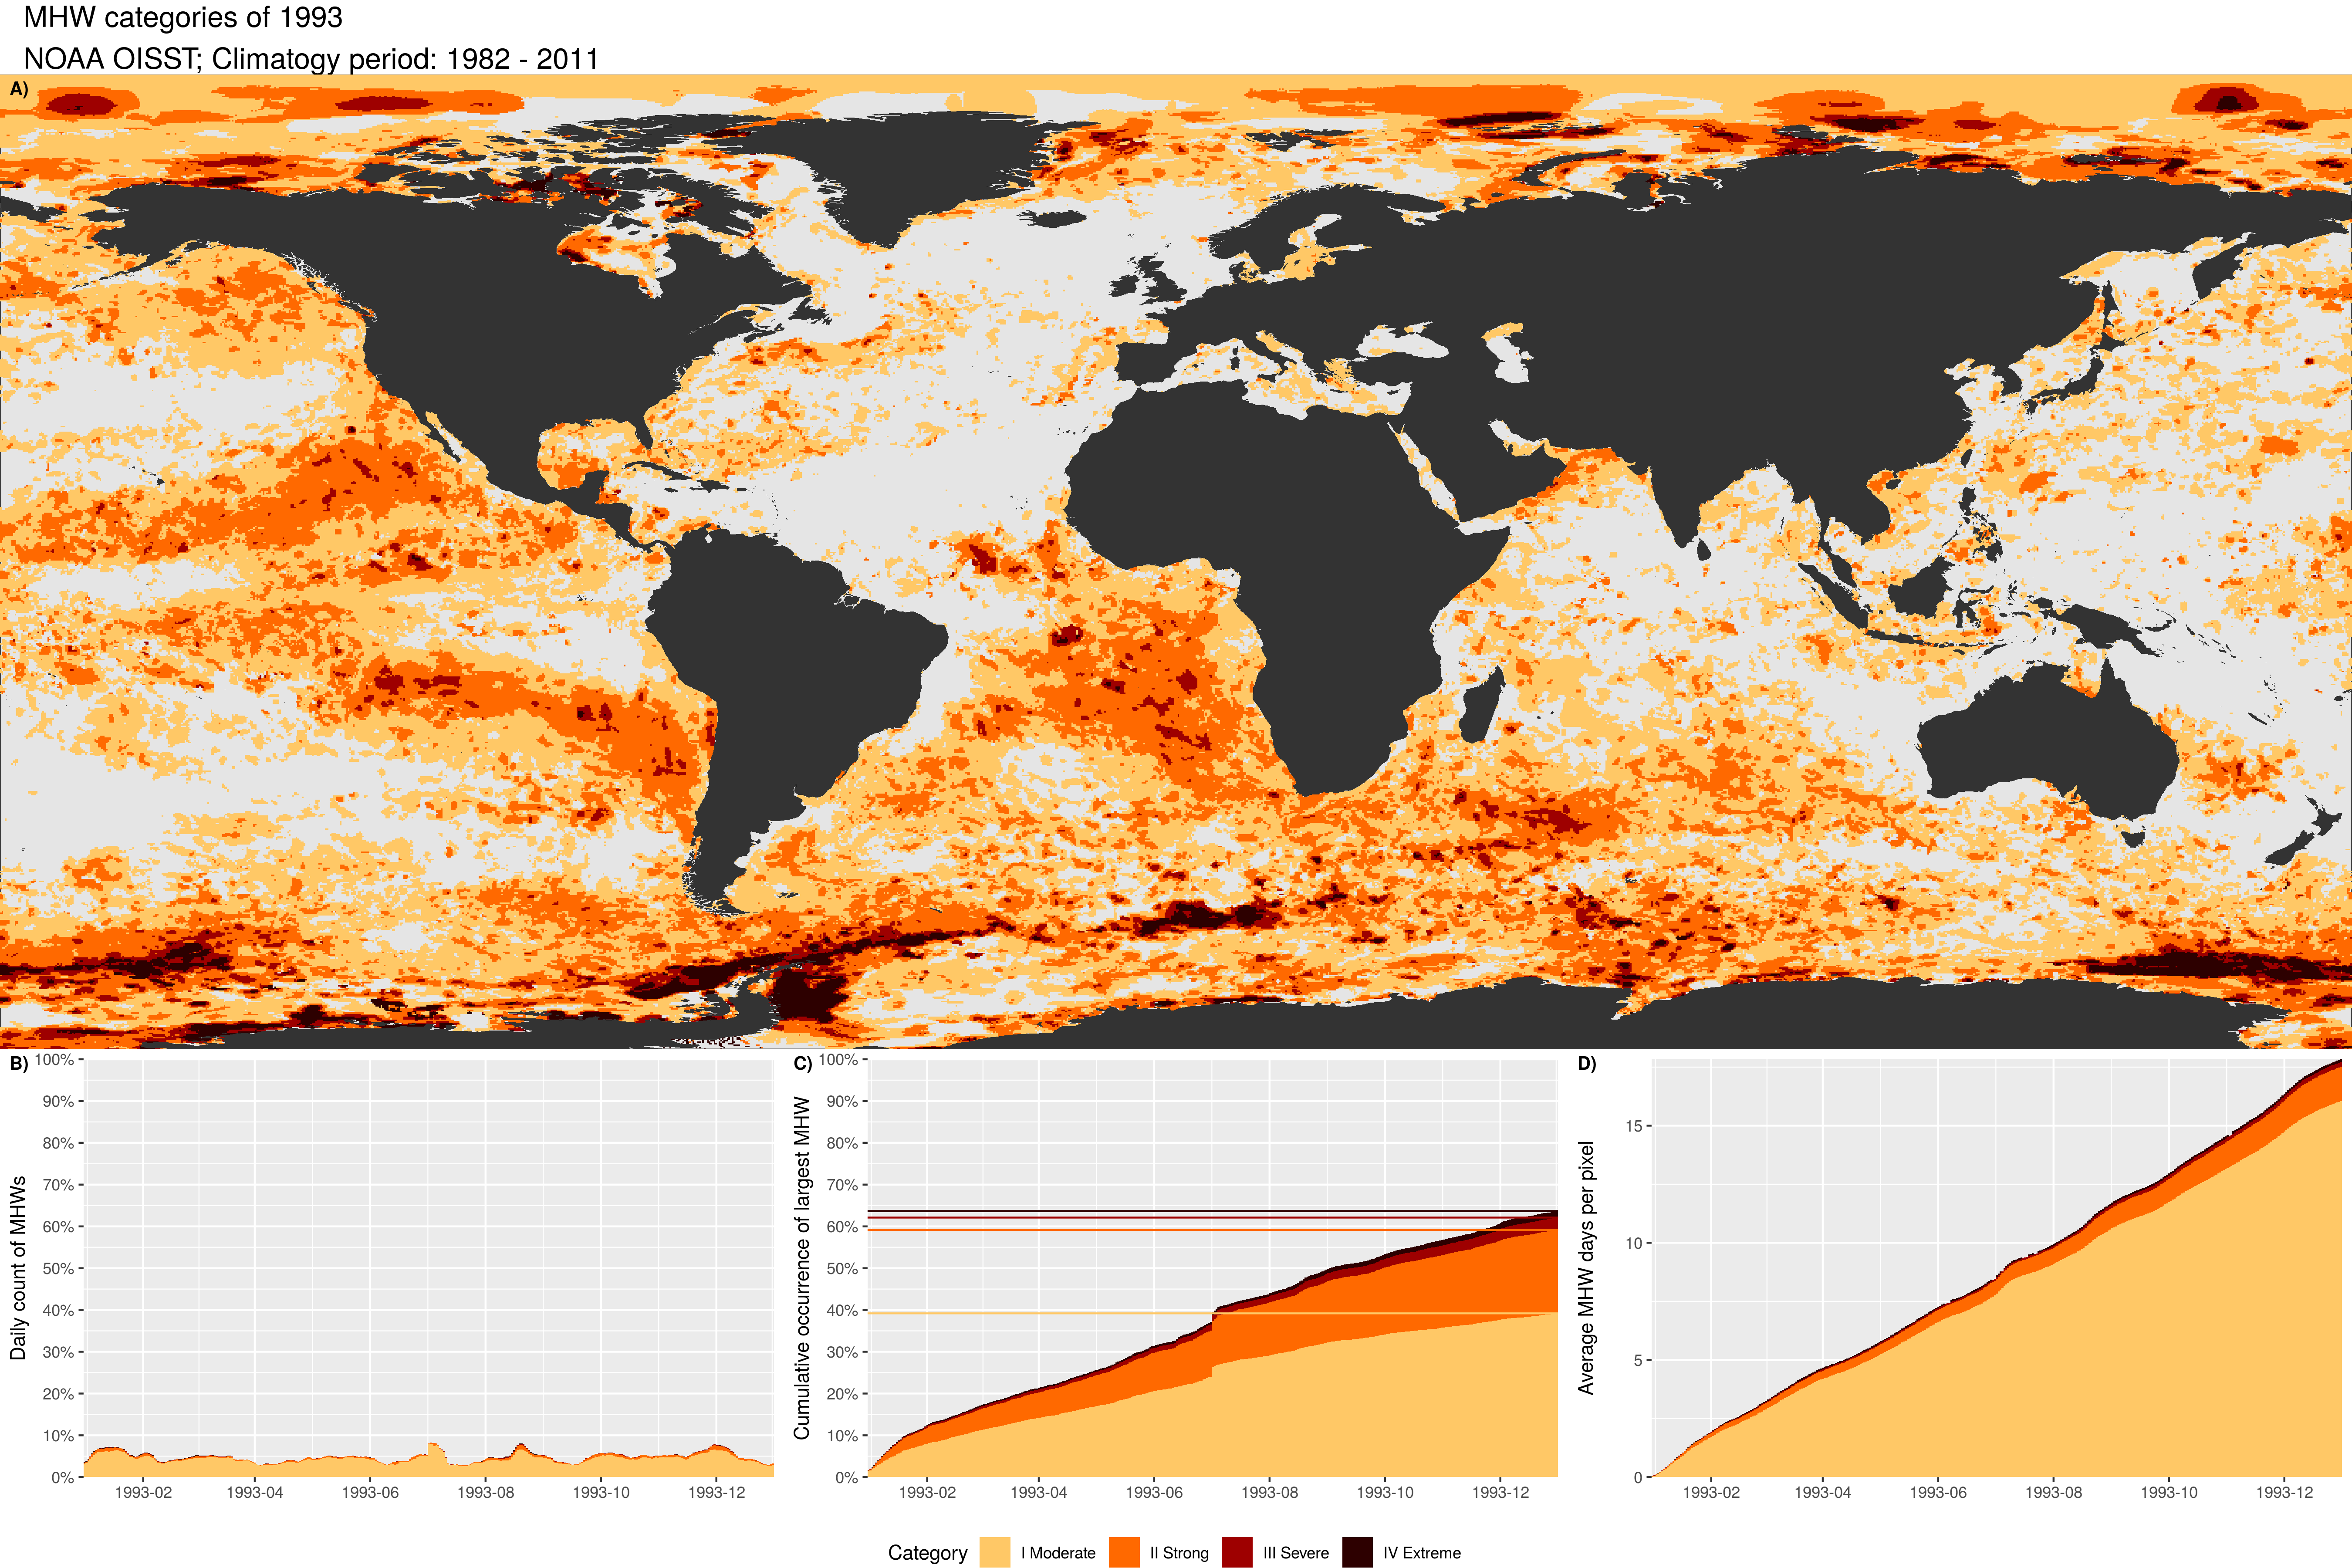 MHW categories of 1993
NOAA OISST; Climatogy period: 1982 - 2011
A)
B)
Daily count of MHWs
100%
90%
80%
70%
60%
50%
40%
30%
20%
10%
0%
1993-02 1993-04 1993-06 1993-08 1993-10 1993-12
C)
Cumulative occurrence of largest MHW
100%
90%
80%
70%
60%
50%
40%
30%
20%
10%
0%
1993-02 1993-04 1993-06 1993-08 1993-10 1993-12
D)
Average MHW days per pixel
15
10
5
0
1993-02 1993-04 1993-06 1993-08 1993-10 1993-12
Category I Moderate II Strong III Severe IV Extreme